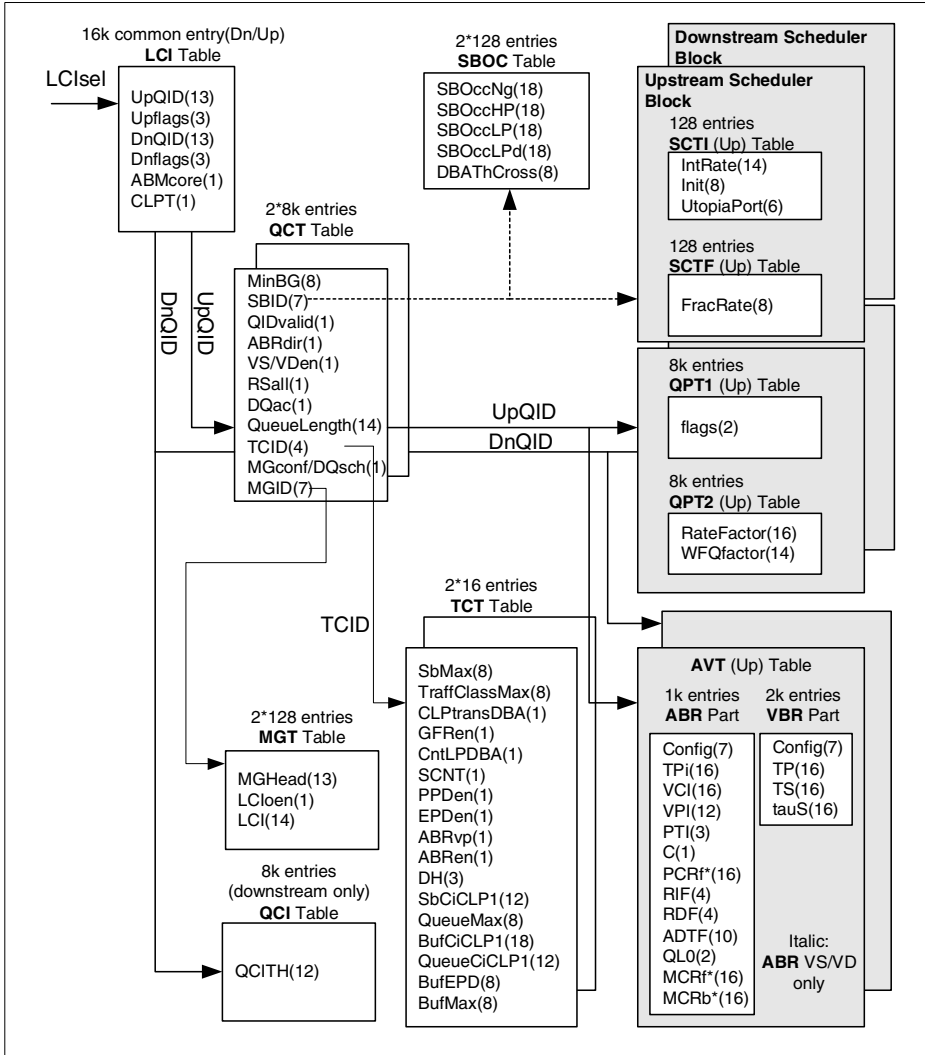 16k common entry(Dn/Up)
LCI Table
LCIsel
UpQID(13)
Upflags(3)
DnQID(13)
Dnflags(3)
ABMcore(1)
CLPT(1)
2*128 entries
SBOC Table
SBOccNg(18)
SBOccHP(18)
SBOccLP(18)
SBOccLPd(18)
DBAThCross(8)
Downstream Scheduler
Block
Upstream Scheduler
Block
128 entries
SCTI (Up) Table
IntRate(14)
Init(8)
UtopiaPort(6)
128 entries
SCTF (Up) Table
FracRate(8)
DnQID
UpQID
2*8k entries
QCT Table
MinBG(8)
SBID(7)
QIDvalid(1)
ABRdir(1)
VS/VDen(1)
RSall(1)
DQac(1)
QueueLength(14)
TCID(4)
MGconf/DQsch(1)
MGID(7)
UpQID
DnQID
8k entries
QPT1 (Up) Table
flags(2)
8k entries
QPT2 (Up) Table
RateFactor(16)
WFQfactor(14)
TCID
2*16 entries
TCT Table
SbMax(8)
TraffClassMax(8)
CLPtransDBA(1)
GFRen(1)
CntLPDBA(1)
SCNT(1)
PPDen(1)
EPDen(1)
ABRvp(1)
ABRen(1)
DH(3)
SbCiCLP1(12)
QueueMax(8)
BufCiCLP1(18)
QueueCiCLP1(12)
BufEPD(8)
BufMax(8)
2*128 entries
MGT Table
MGHead(13)
LCIoen(1)
LCI(14)
8k entries
(downstream only)
QCI Table
QCITH(12)
AVT (Up) Table
1k entries
ABR Part
Config(7)
TPi(16)
VCI(16)
VPI(12)
PTI(3)
C(1)
PCRf*(16)
RIF(4)
RDF(4)
ADTF(10)
QL0(2)
MCRf*(16)
MCRb*(16)
2k entries
VBR Part
Config(7)
TP(16)
TS(16)
tauS(16)
Italic:
ABR VS/VD
only